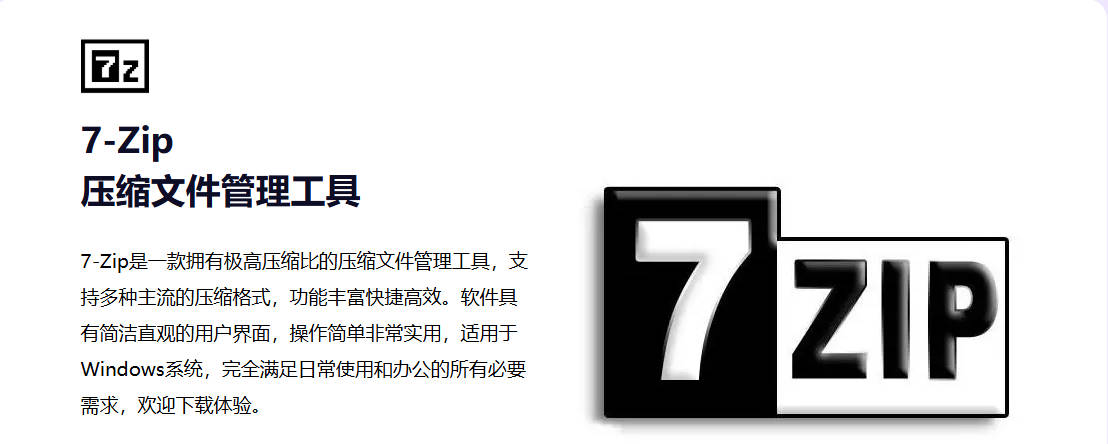 7z
7-Zip
压缩文件管理工具
7-Zip是一款拥有极高压缩比的压缩文件管理工具，支
持多种主流的压缩格式，功能丰富快捷高效。软件具
有简洁直观的用户界面，操作简单非常实用，适用于
Windows系统，完全满足日常使用和办公的所有必要
需求，欢迎下载体验。
7ZIP